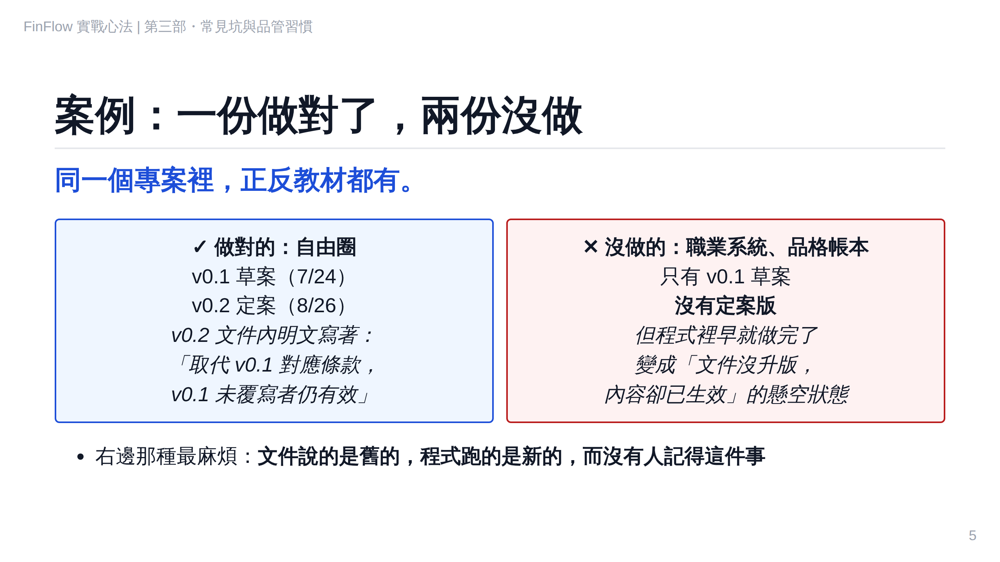 FinFlow 實戰心法 | 第三部・常見坑與品管習慣
案例：一份做對了，兩份沒做
同一個專案裡，正反教材都有。
✓ 做對的：自由圈
v0.1 草案（7/24）
v0.2 定案（8/26）
v0.2 文件內明文寫著：
「取代 v0.1 對應條款，
v0.1 未覆寫者仍有效」
✕ 沒做的：職業系統、品格帳本
只有 v0.1 草案
沒有定案版
但程式裡早就做完了
變成「文件沒升版，
內容卻已生效」的懸空狀態
• 右邊那種最麻煩：文件說的是舊的，程式跑的是新的，而沒有人記得這件事
5